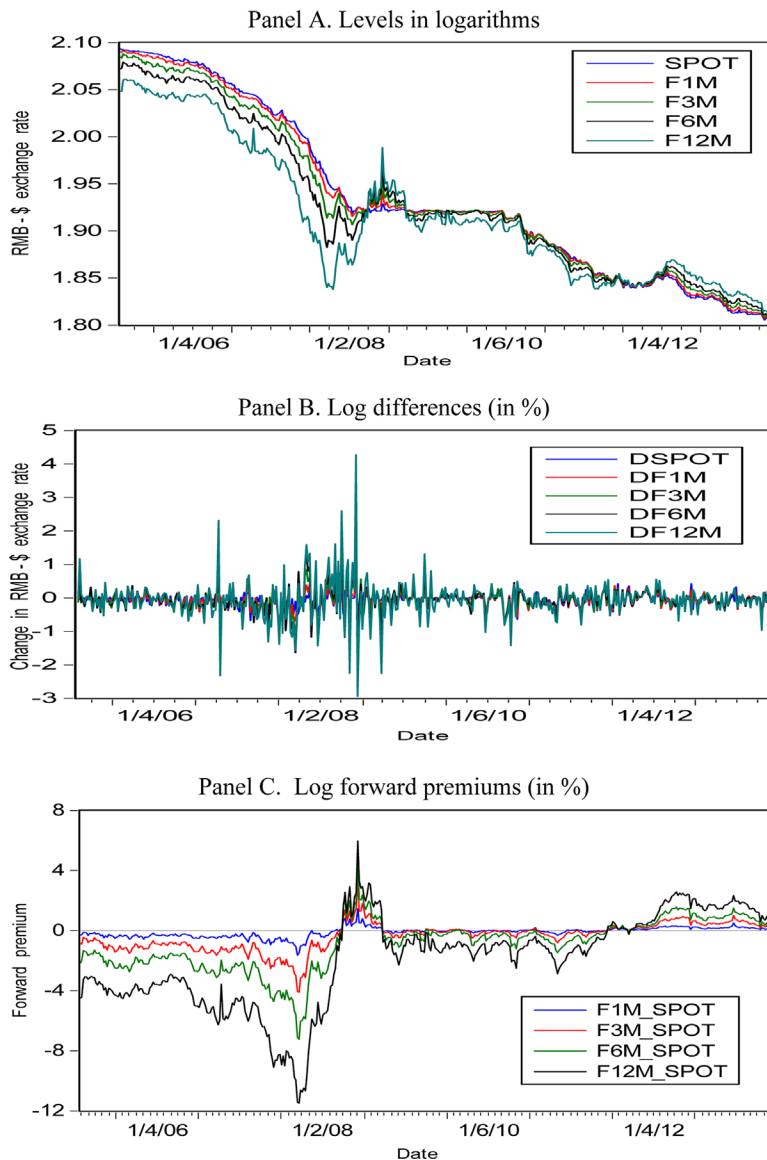 Panel A. Levels in logarithms
2.10
2.05
2.00
1.95
1.90
1.85
1.80
RMB-$ exchange rate
SPOT
F1M
F3M
F6M
F12M
1/4/06
1/2/08
1/6/10
1/4/12
Date
Panel B. Log differences (in %)
5
4
3
2
1
0
-1
-2
-3
Change in RMB-$ exchange rate
DSPOT
DF1M
DF3M
DF6M
DF12M
1/4/06
1/2/08
1/6/10
1/4/12
Date
Panel C. Log forward premiums (in %)
8
4
0
-4
-8
-12
Forward premium
F1M_SPOT
F3M_SPOT
F6M_SPOT
F12M_SPOT
1/4/06
1/2/08
1/6/10
1/4/12
Date